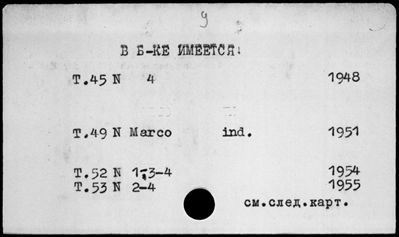 9
В Б-КЕ ИМЕЕТСЯ:
Т.45 N 4 1948
Т.49 N Marco ind. 1951
Т.52 N 1,3-4 1954
Т.53 N 2-4 1955
см.след.карт.